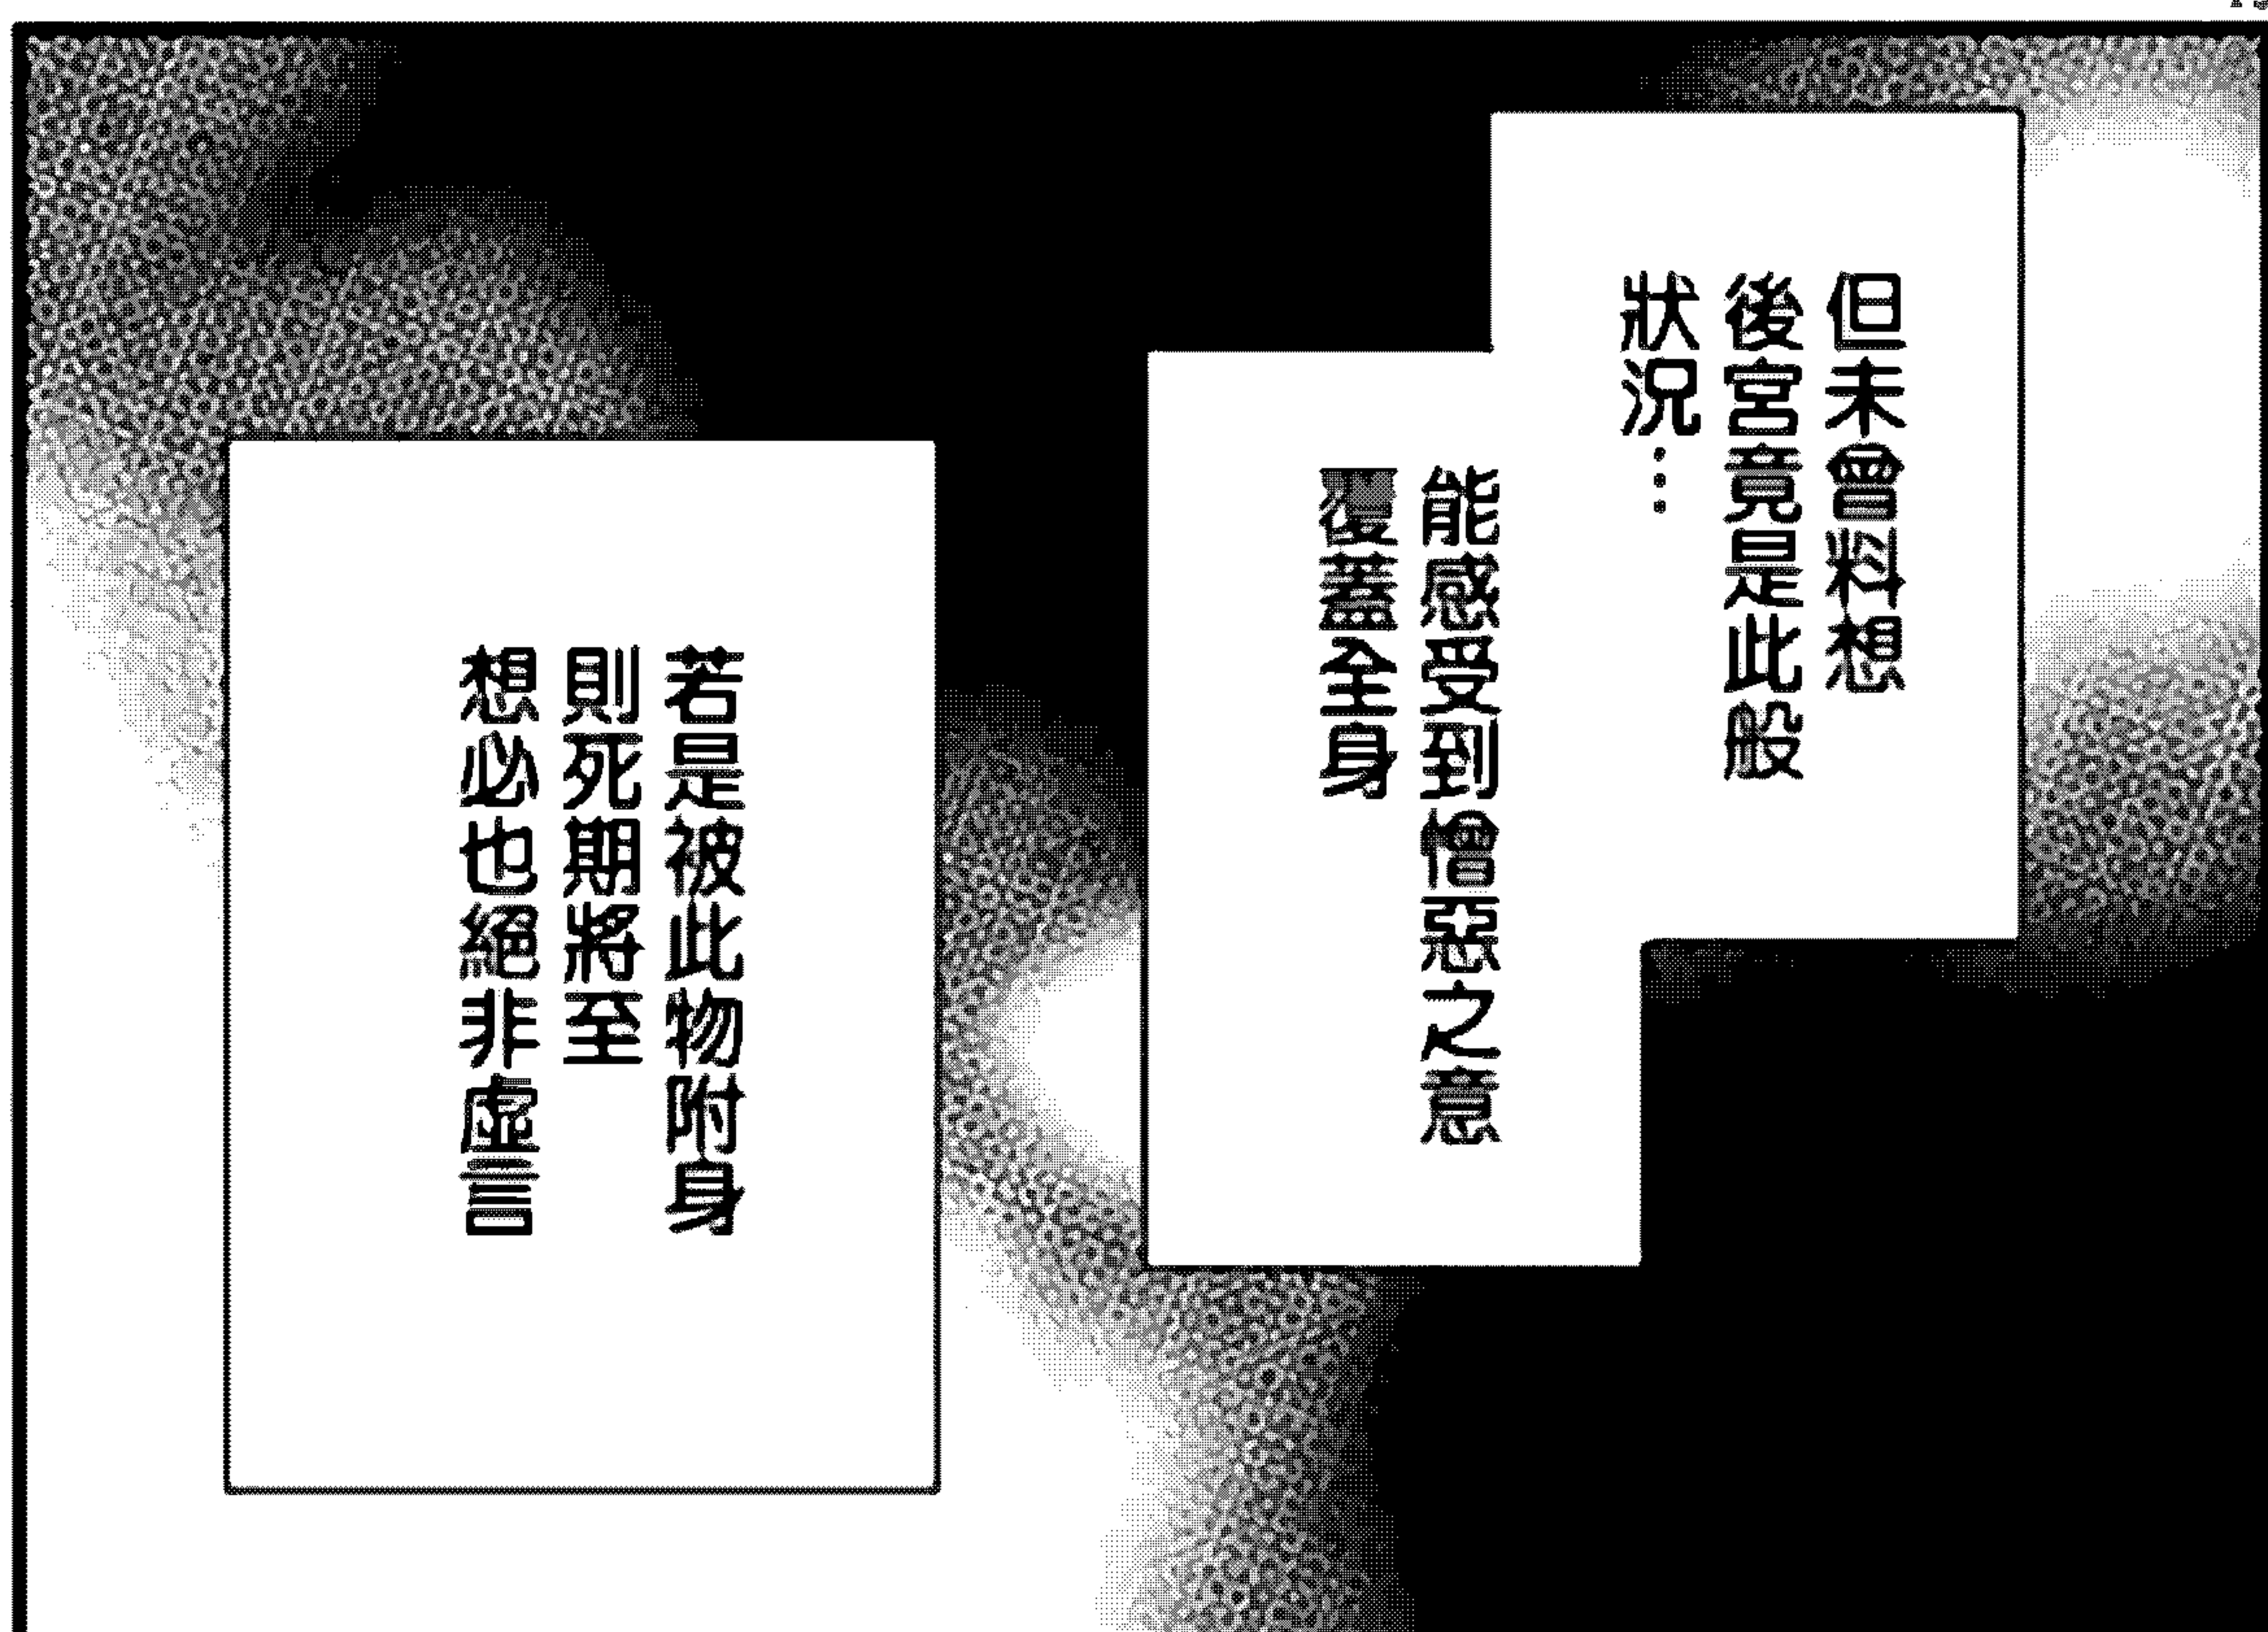 但未曾料想
後宮竟是此般
狀況…
能感受到憎惡之意
覆蓋全身
若是被此物附身
則死期將至
想必也絕非虛言